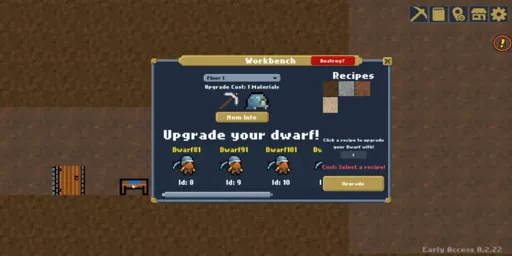 Workbench
Destroy?
Floor 1
Recipes
Upgrade Cost: 1 Materials
Item Info
Upgrade your dwarf!
Click a recipe to upgrade
your Dwarf with!
Dwarf81
Dwarf91
Dwarf101
1
Cost: Select a recipe!
Id: 8
Id: 9
Id: 10
Upgrade
Early Access 0.2.22